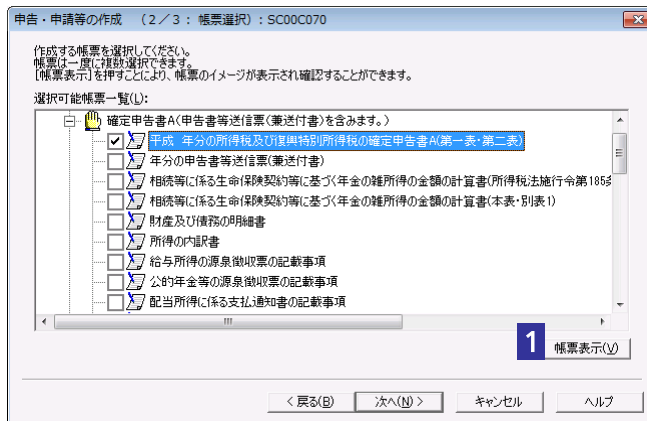 申告・申請等の作成 (2/3：帳票選択)：SC00C070
作成する帳票を選択してください。
帳票は一度に複数選択できます。
[帳票表示]を押すことにより、帳票のイメージが表示され確認することができます。
選択可能帳票一覧(L):
確定申告書A(申告書等送信票(兼送付書)を含みます。)
平成 年分の所得税及び復興特別所得税の確定申告書A(第一表・第二表)
年分の申告書等送信票(兼送付書)
相続等に係る生命保険契約等に基づく年金の雑所得の金額の計算書(所得税法施行令第185条
相続等に係る生命保険契約等に基づく年金の雑所得の金額の計算書(本表・別表1)
財産及び債務の明細書
所得の内訳書
給与所得の源泉徴収票の記載事項
公的年金等の源泉徴収票の記載事項
配当所得に係る支払通知書の記載事項
1 帳票表示(V)
< 戻る(B) 次へ(N) > キャンセル ヘルプ